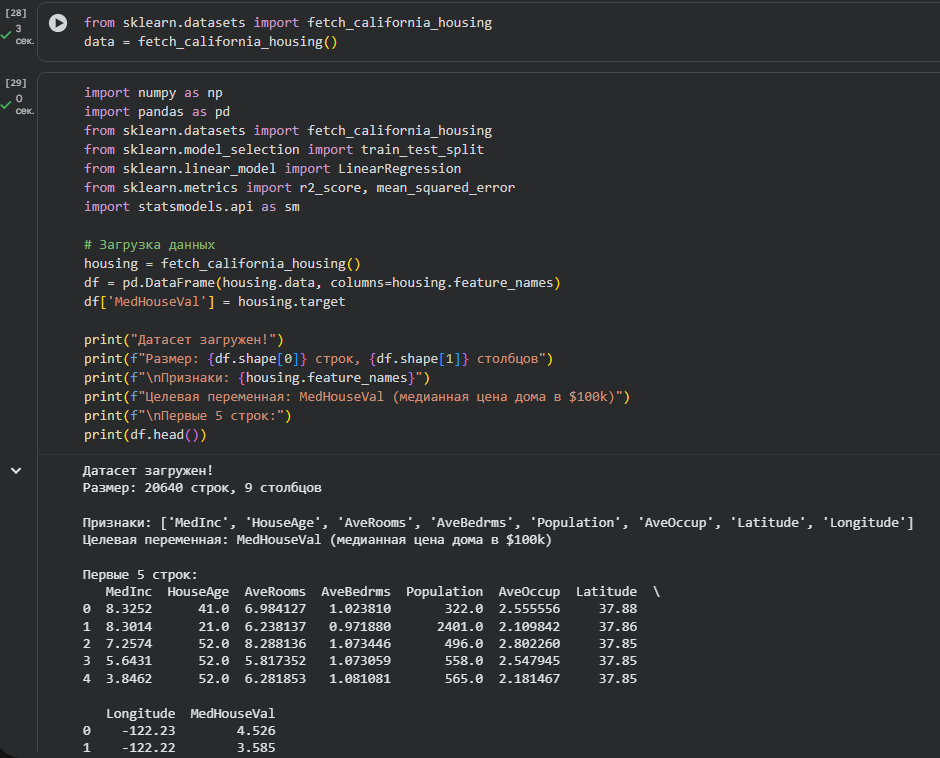 [28]
3
сек.
from sklearn.datasets import fetch_california_housing
data = fetch_california_housing()
[29]
0
сек.
import numpy as np
import pandas as pd
from sklearn.datasets import fetch_california_housing
from sklearn.model_selection import train_test_split
from sklearn.linear_model import LinearRegression
from sklearn.metrics import r2_score, mean_squared_error
import statsmodels.api as sm

# Загрузка данных
housing = fetch_california_housing()
df = pd.DataFrame(housing.data, columns=housing.feature_names)
df['MedHouseVal'] = housing.target

print("Датасет загружен!")
print(f"Размер: {df.shape[0]} строк, {df.shape[1]} столбцов")
print(f"\nПризнаки: {housing.feature_names}")
print(f"Целевая переменная: MedHouseVal (медианная цена дома в $100k)")
print(f"\nПервые 5 строк:")
print(df.head())
Датасет загружен!
Размер: 20640 строк, 9 столбцов

Признаки: ['MedInc', 'HouseAge', 'AveRooms', 'AveBedrms', 'Population', 'AveOccup', 'Latitude', 'Longitude']
Целевая переменная: MedHouseVal (медианная цена дома в $100k)

Первые 5 строк:
   MedInc  HouseAge  AveRooms  AveBedrms  Population  AveOccup  Latitude  \
0  8.3252      41.0  6.984127   1.023810       322.0  2.555556     37.88
1  8.3014      21.0  6.238137   0.971880      2401.0  2.109842     37.86
2  7.2574      52.0  8.288136   1.073446       496.0  2.802260     37.85
3  5.6431      52.0  5.817352   1.073059       558.0  2.547945     37.85
4  3.8462      52.0  6.281853   1.081081       565.0  2.181467     37.85

   Longitude  MedHouseVal
0    -122.23        4.526
1    -122.22        3.585